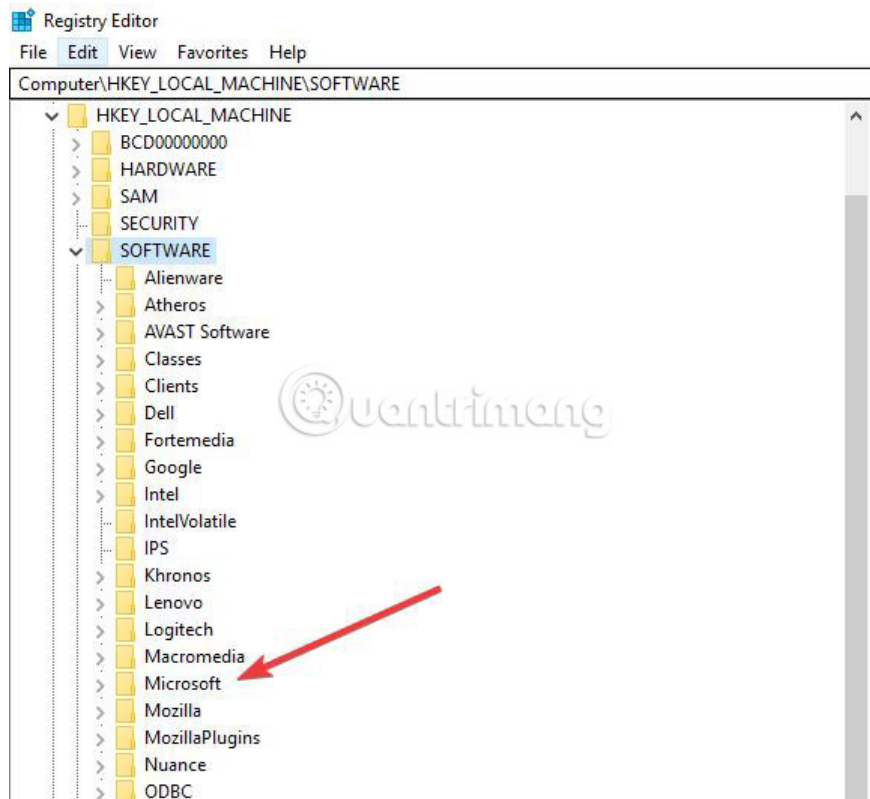 Registry Editor
File Edit View Favorites Help
Computer\HKEY_LOCAL_MACHINE\SOFTWARE
HKEY_LOCAL_MACHINE
BCD00000000
HARDWARE
SAM
SECURITY
SOFTWARE
Alienware
Atheros
AVAST Software
Classes
Clients
Dell
Quantrimang
Fortemedia
Google
Intel
IntelVolatile
IPS
Khronos
Lenovo
Logitech
Macromedia
Microsoft
Mozilla
MozillaPlugins
Nuance
ODBC